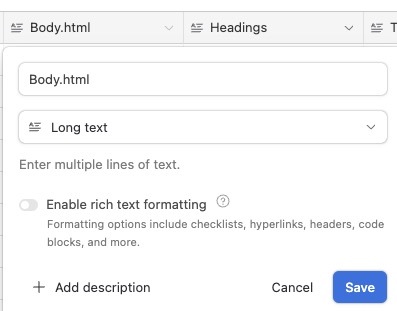 Body.html Headings T
Body.html
Long text
Enter multiple lines of text.
Enable rich text formatting ?
Formatting options include checklists, hyperlinks, headers, code
blocks, and more.
+ Add description Cancel Save